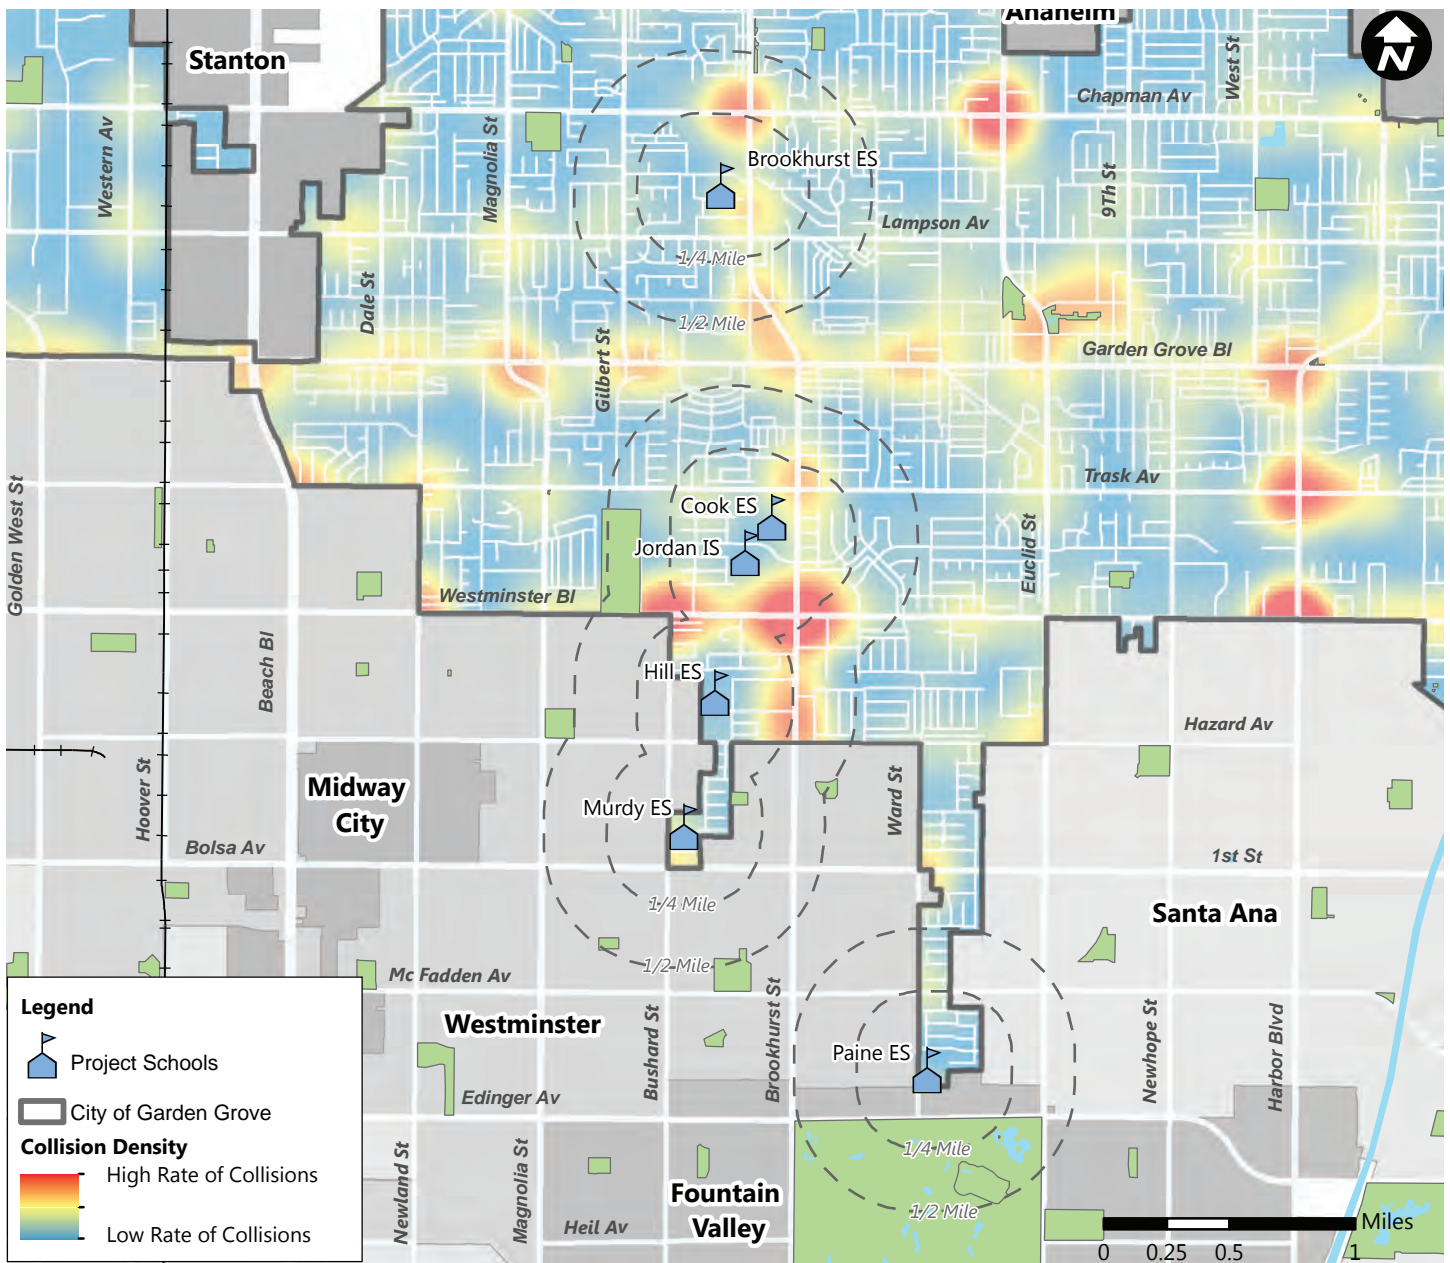 Anaheim
Stanton
N
Chapman Av
West St
Western Av
Magnolia St
Brookhurst ES
9Th St
Lampson Av
1/4 Mile
Dale St
1/2 Mile
Gilbert St
Garden Grove Bl
Trask Av
Golden West St
Cook ES
Jordan IS
Euclid St
Westminster Bl
Beach Bl
Hill ES
Hazard Av
Midway
City
Hoover St
Murdy ES
Ward St
Bolsa Av
1st St
1/4 Mile
Santa Ana
1/2 Mile
Mc Fadden Av
Westminster
Bushard St
Brookhurst St
Newhope St
Harbor Blvd
Paine ES
Edinger Av
1/4 Mile
Newland St
Magnolia St
Fountain
Valley
1/2 Mile
Heil Av
Legend
Project Schools
City of Garden Grove
Collision Density
High Rate of Collisions
Low Rate of Collisions
Miles
0 0.25 0.5 1